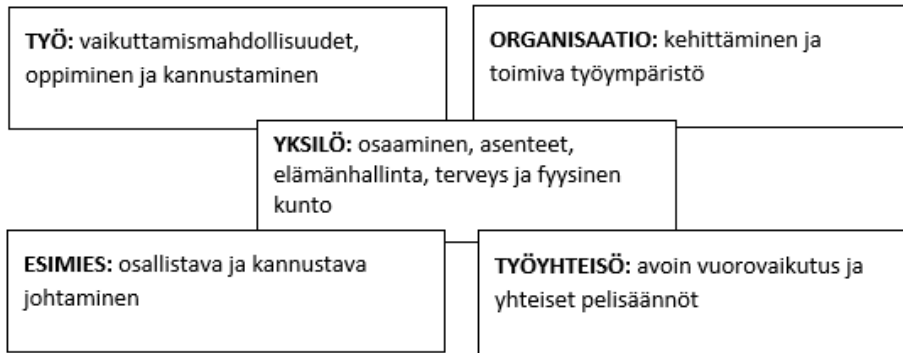 TYÖ: vaikuttamismahdollisuudet,
oppiminen ja kannustaminen
ORGANISAATIO: kehittäminen ja
toimiva työympäristö
YKSILÖ: osaaminen, asenteet,
elämänhallinta, terveys ja fyysinen
kunto
ESIMIES: osallistava ja kannustava
johtaminen
TYÖYHTEISÖ: avoin vuorovaikutus ja
yhteiset pelisäännöt